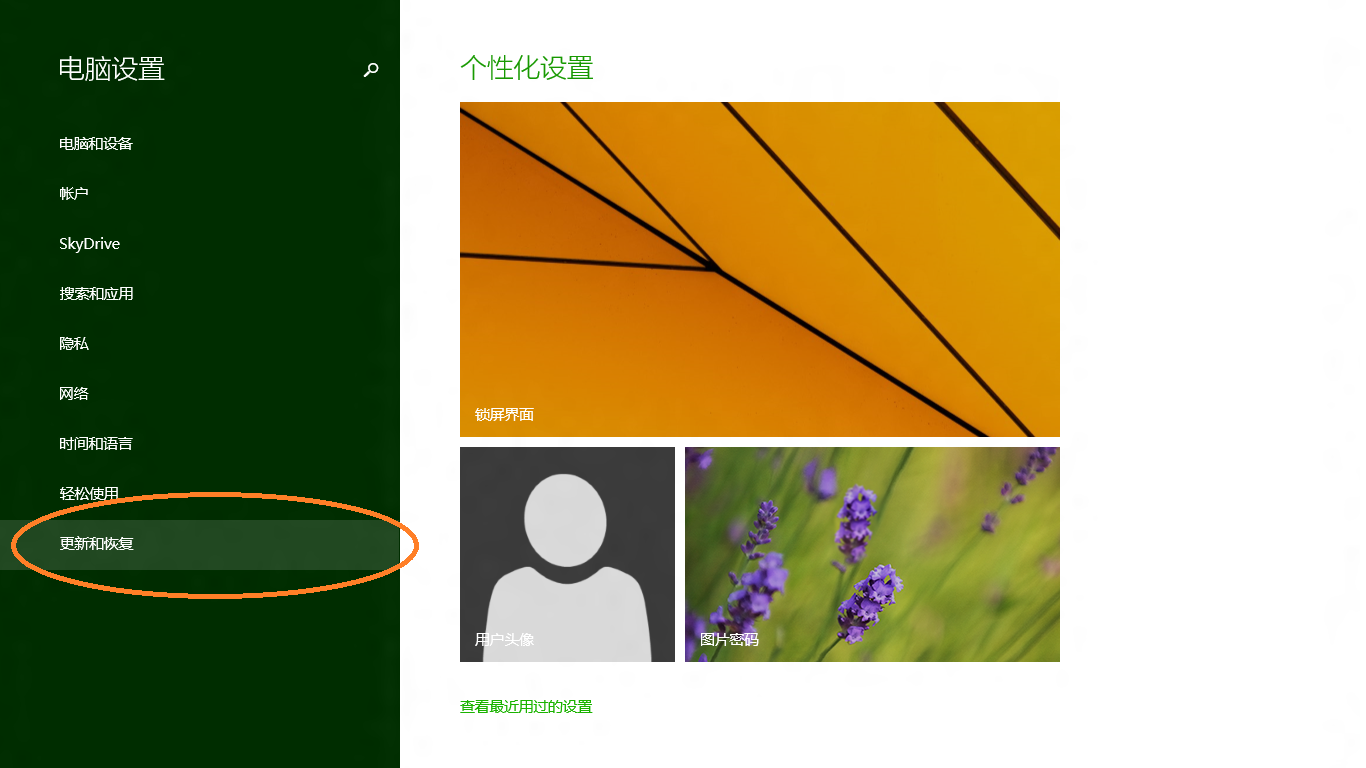 电脑设置
电脑和设备
帐户
SkyDrive
搜索和应用
隐私
网络
时间和语言
轻松使用
更新和恢复
个性化设置
锁屏界面
用户头像
图片密码
查看最近用过的设置